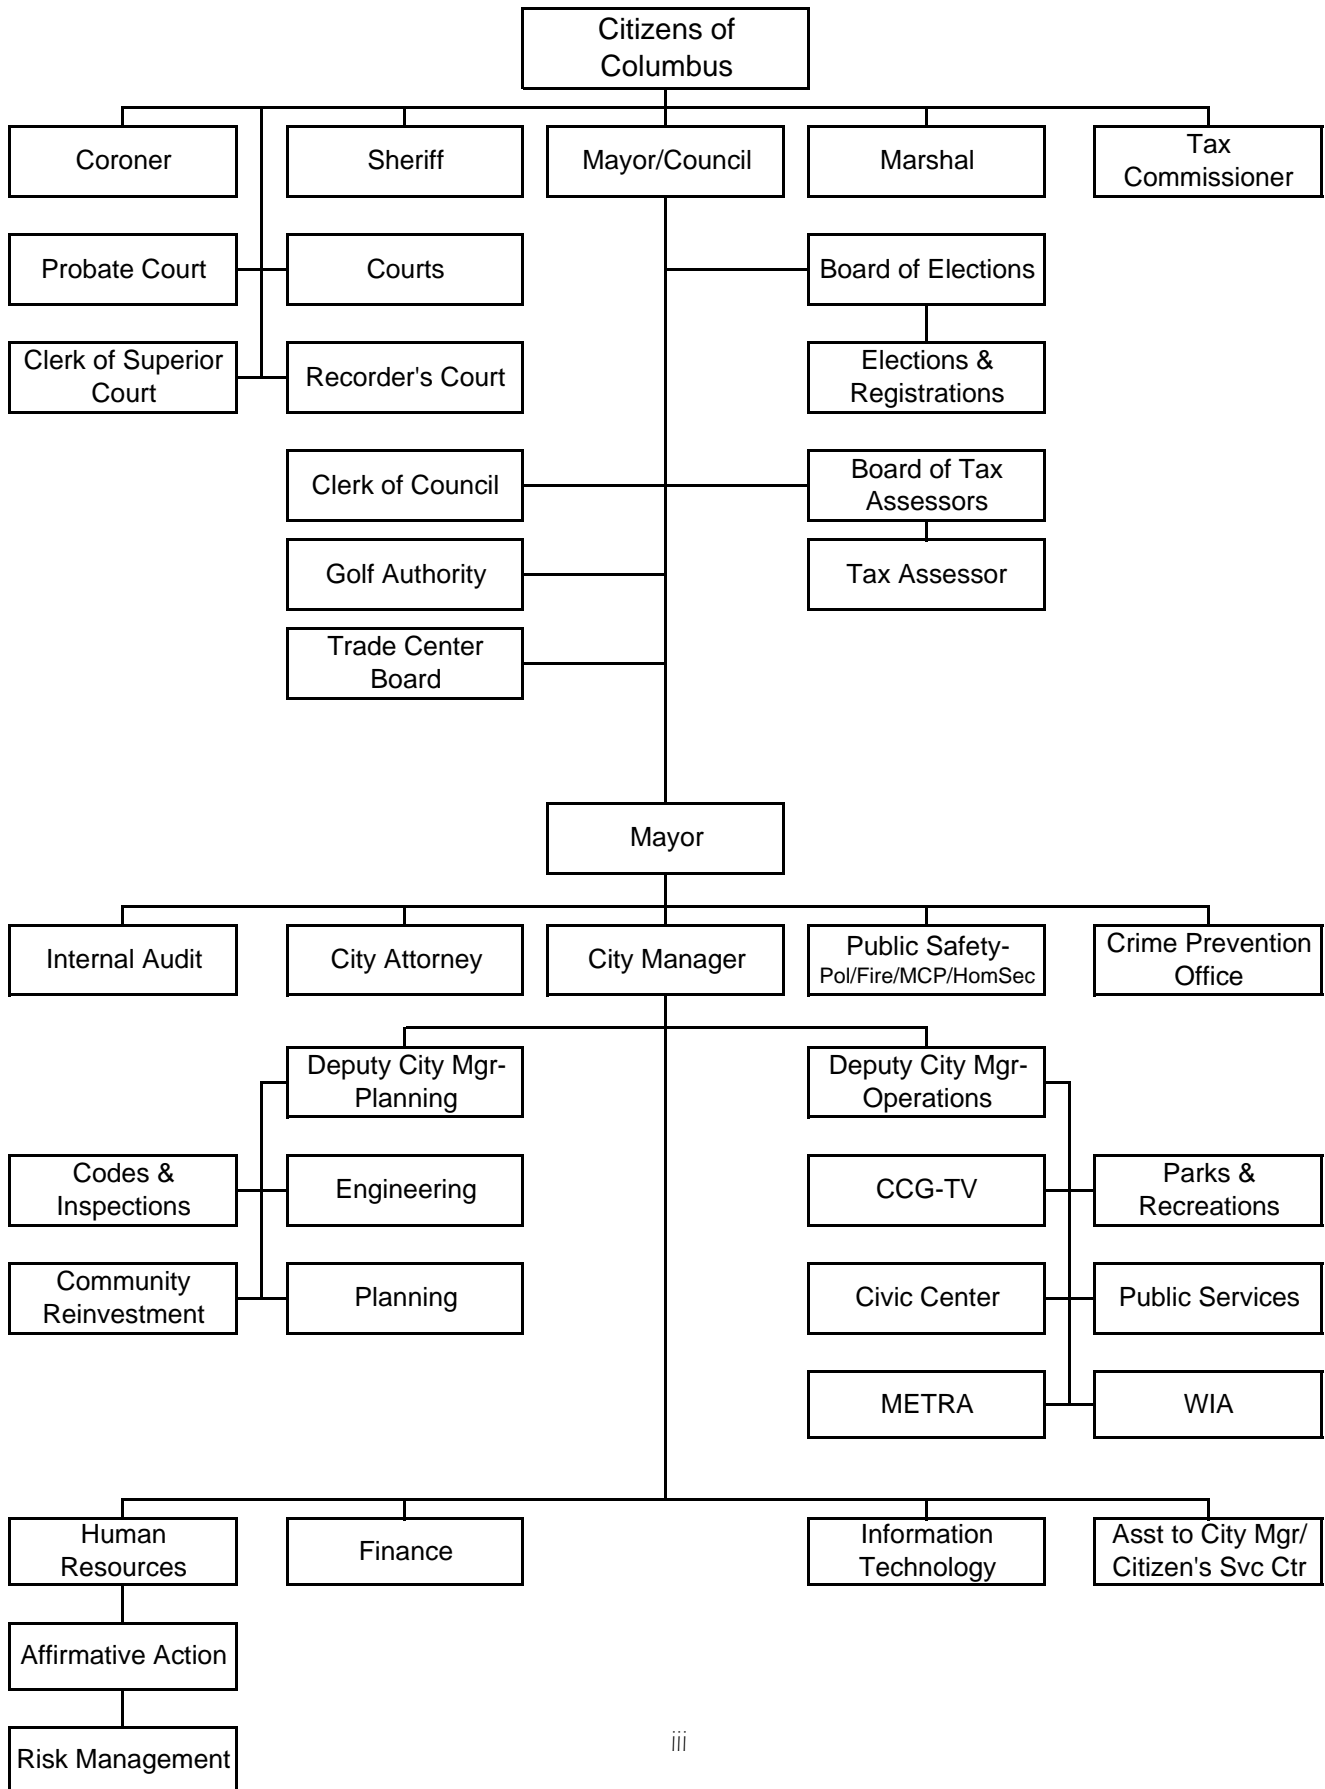 Citizens of
Columbus
Coroner
Sheriff
Mayor/Council
Marshal
Tax
Commissioner
Probate Court
Courts
Board of Elections
Clerk of Superior
Court
Recorder's Court
Elections &
Registrations
Clerk of Council
Board of Tax
Assessors
Golf Authority
Tax Assessor
Trade Center
Board
Mayor
Internal Audit
City Attorney
City Manager
Public Safety-
Pol/Fire/MCP/HomSec
Crime Prevention
Office
Deputy City Mgr-
Planning
Deputy City Mgr-
Operations
Codes &
Inspections
Engineering
CCG-TV
Parks &
Recreations
Community
Reinvestment
Planning
Civic Center
Public Services
METRA
WIA
Human
Resources
Finance
Information
Technology
Asst to City Mgr/
Citizen's Svc Ctr
Affirmative Action
Risk Management
iii